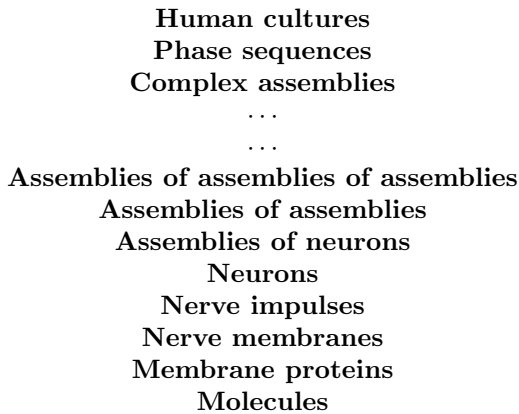 Human cultures
Phase sequences
Complex assemblies
...
...
Assemblies of assemblies of assemblies
Assemblies of assemblies
Assemblies of neurons
Neurons
Nerve impulses
Nerve membranes
Membrane proteins
Molecules